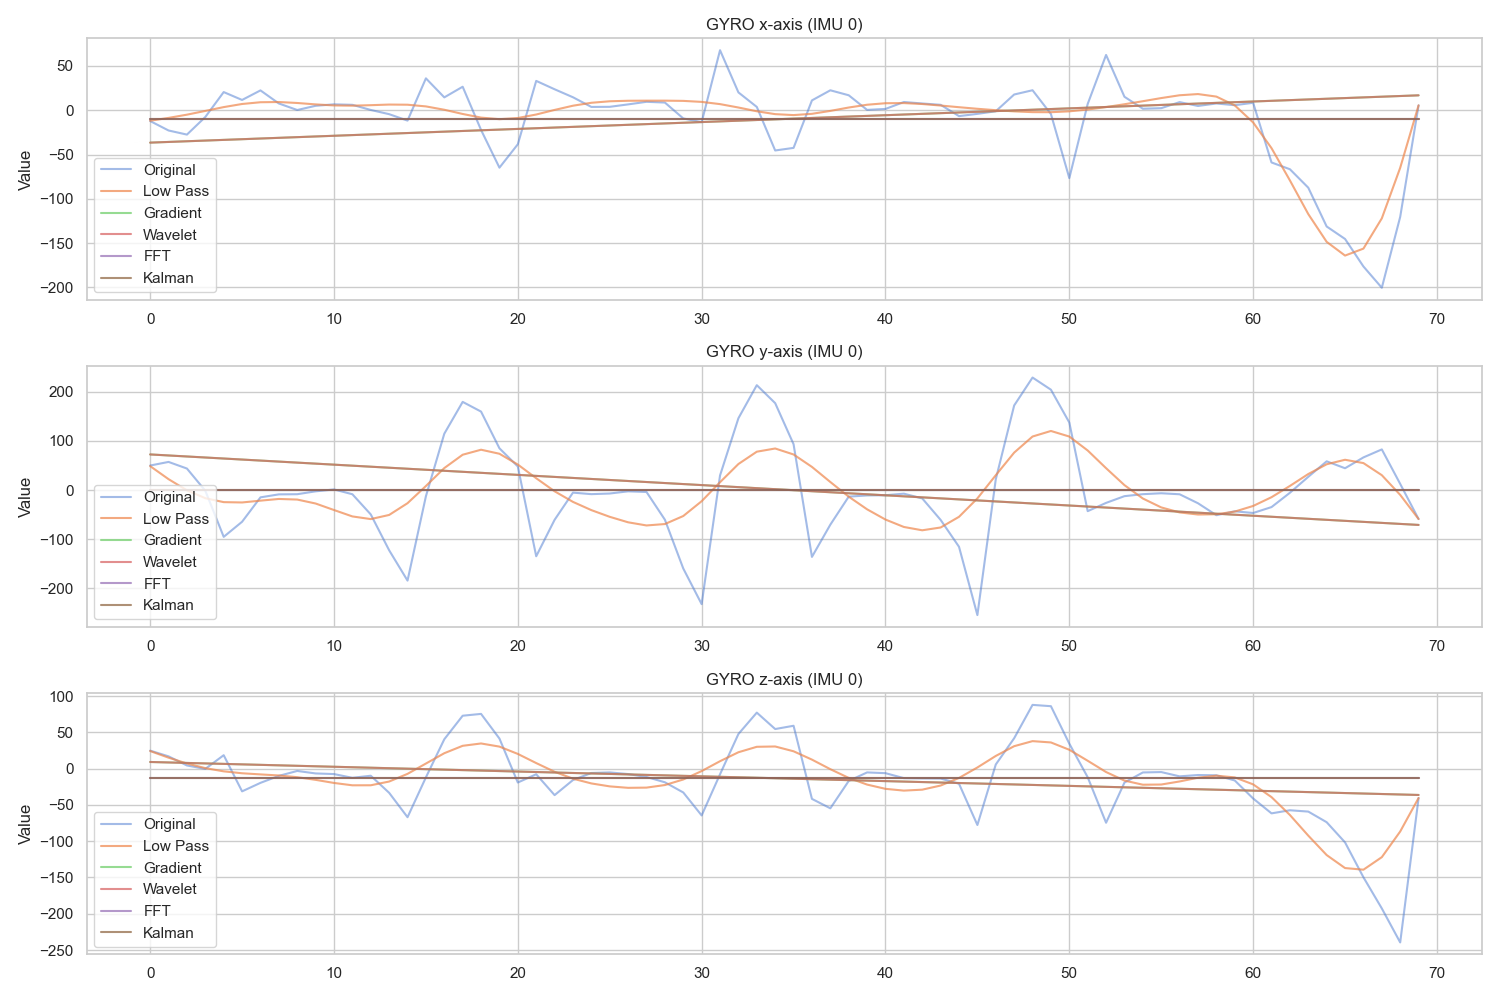 GYRO x-axis (IMU 0)
50
0
−50
−100
−150
−200
Value
Original
Low Pass
Gradient
Wavelet
FFT
Kalman
0 10 20 30 40 50 60 70
GYRO y-axis (IMU 0)
200
100
0
−100
−200
Value
Original
Low Pass
Gradient
Wavelet
FFT
Kalman
0 10 20 30 40 50 60 70
GYRO z-axis (IMU 0)
100
50
0
−50
−100
−150
−200
−250
Value
Original
Low Pass
Gradient
Wavelet
FFT
Kalman
0 10 20 30 40 50 60 70